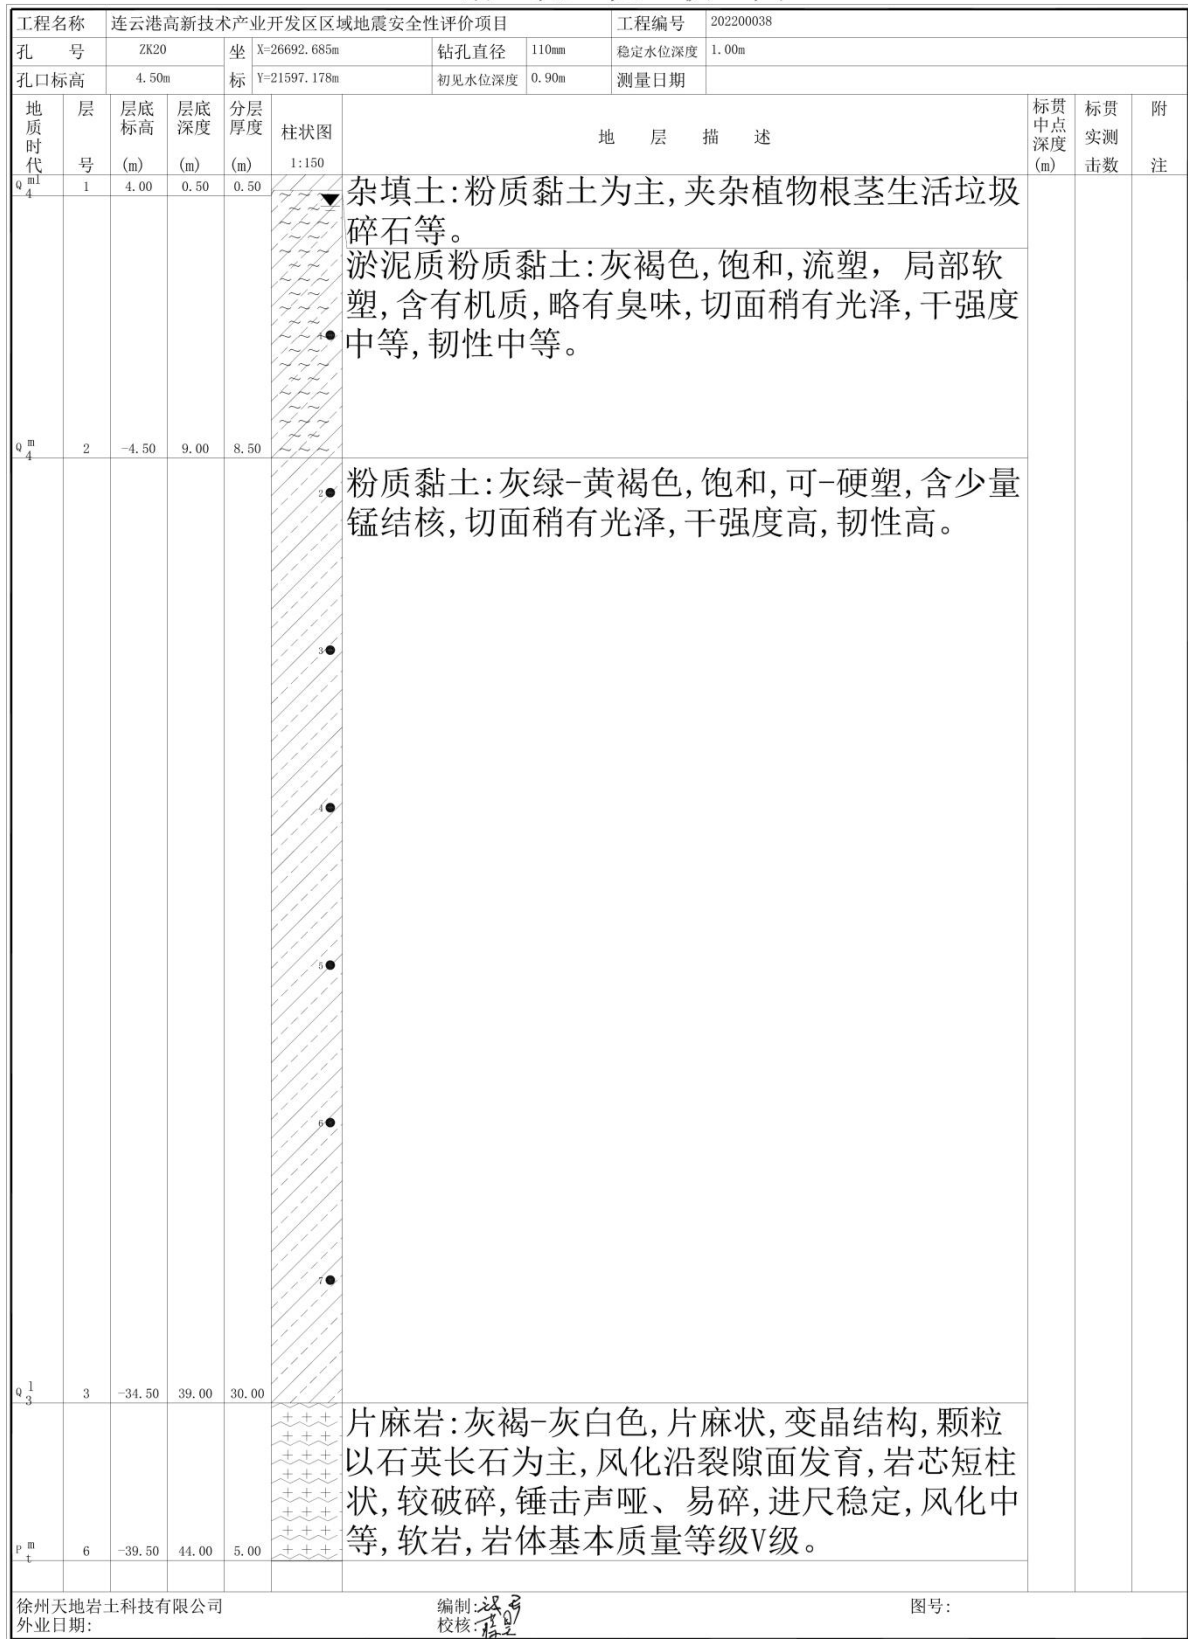 工程名称 连云港高新技术产业开发区区域地震安全性评价项目 工程编号 202200038
孔 号 ZK20 坐 X=26692.685m 钻孔直径 110mm 稳定水位深度 1.00m
孔口标高 4.50m 标 Y=21597.178m 初见水位深度 0.90m 测量日期
地质时代 层号 层底标高(m) 层底深度(m) 分层厚度(m) 柱状图 1:150 地 层 描 述 标贯中点深度(m) 标贯实测击数 附注
Q ml 4 1 4.00 0.50 0.50 杂填土:粉质黏土为主,夹杂植物根茎生活垃圾
碎石等。
淤泥质粉质黏土:灰褐色,饱和,流塑，局部软
塑,含有机质,略有臭味,切面稍有光泽,干强度
1 中等,韧性中等。
Q m 4 2 -4.50 9.00 8.50
2 粉质黏土:灰绿-黄褐色,饱和,可-硬塑,含少量
锰结核,切面稍有光泽,干强度高,韧性高。
3
4
5
6
7
Q l 3 3 -34.50 39.00 30.00
片麻岩:灰褐-灰白色,片麻状,变晶结构,颗粒
以石英长石为主,风化沿裂隙面发育,岩芯短柱
状,较破碎,锤击声哑、易碎,进尺稳定,风化中
等,软岩,岩体基本质量等级V级。
P m t 6 -39.50 44.00 5.00
徐州天地岩土科技有限公司 编制: 图号:
外业日期: 校核: